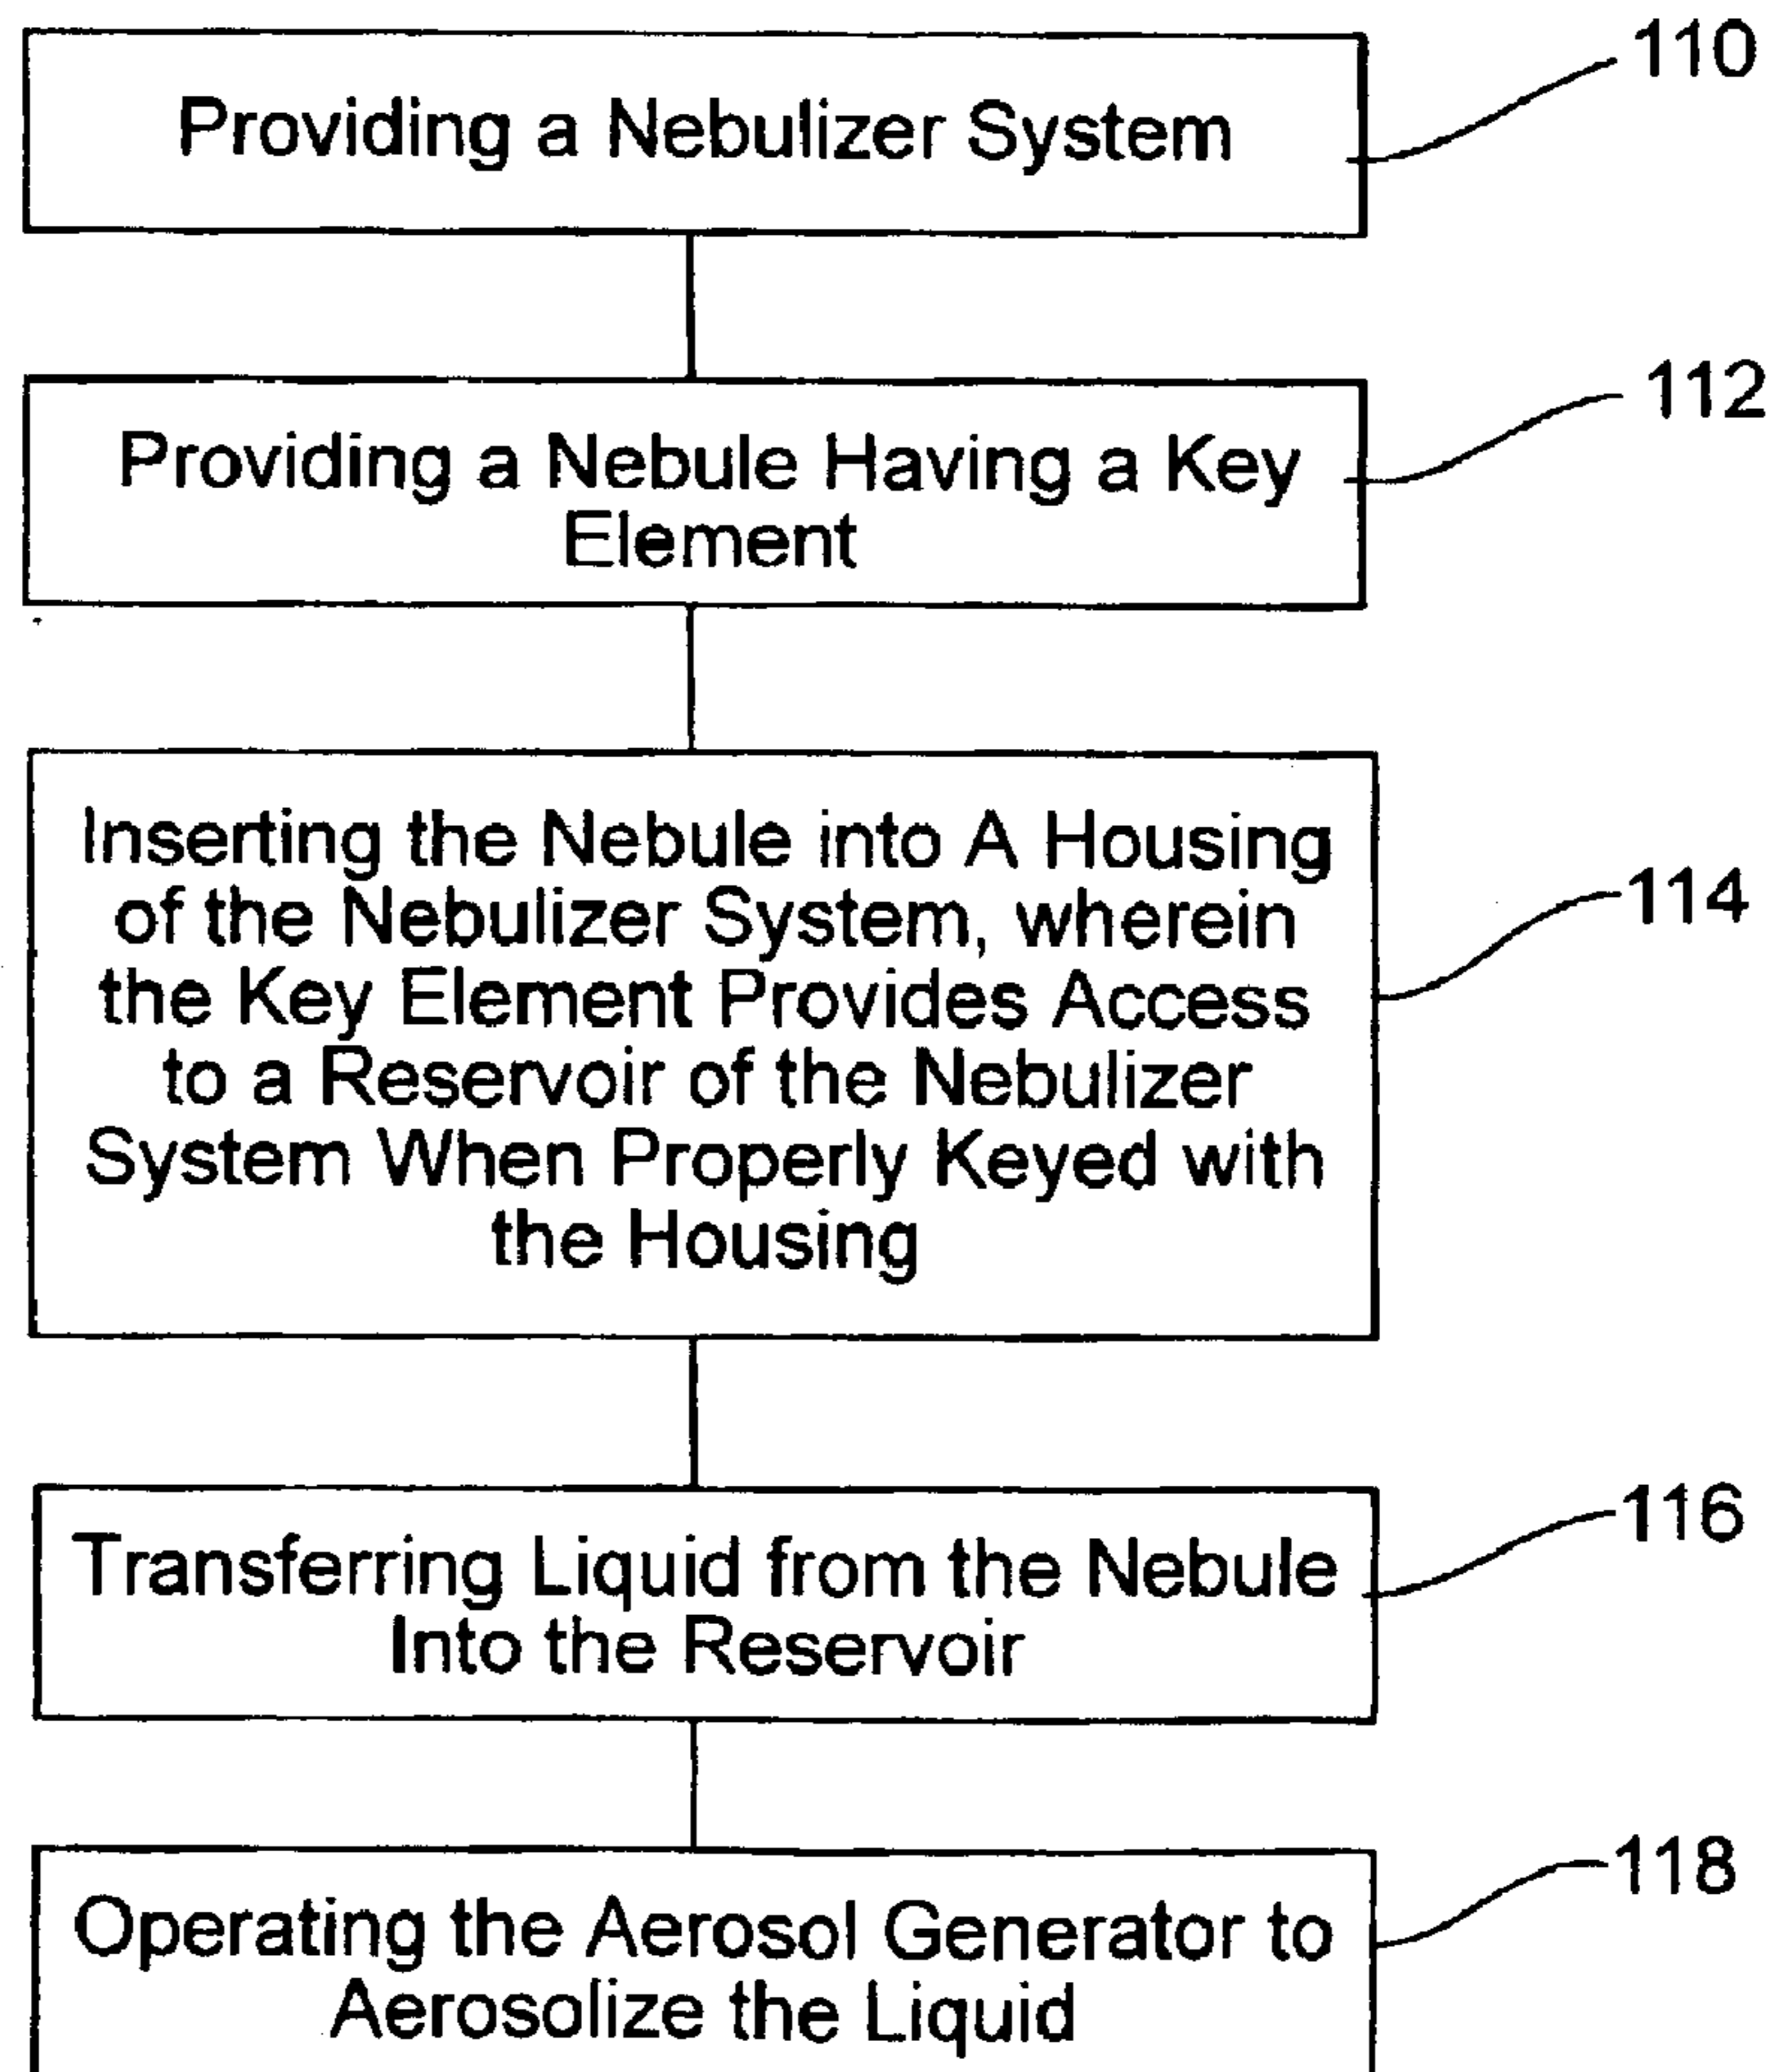 110
Providing a Nebulizer System
112
Providing a Nebule Having a Key
Element
Inserting the Nebule into A Housing
of the Nebulizer System, wherein
the Key Element Provides Access
to a Reservoir of the Nebulizer
System When Properly Keyed with
the Housing
114
Transferring Liquid from the Nebule
Into the Reservoir
116
Operating the Aerosol Generator to
Aerosolize the Liquid
118